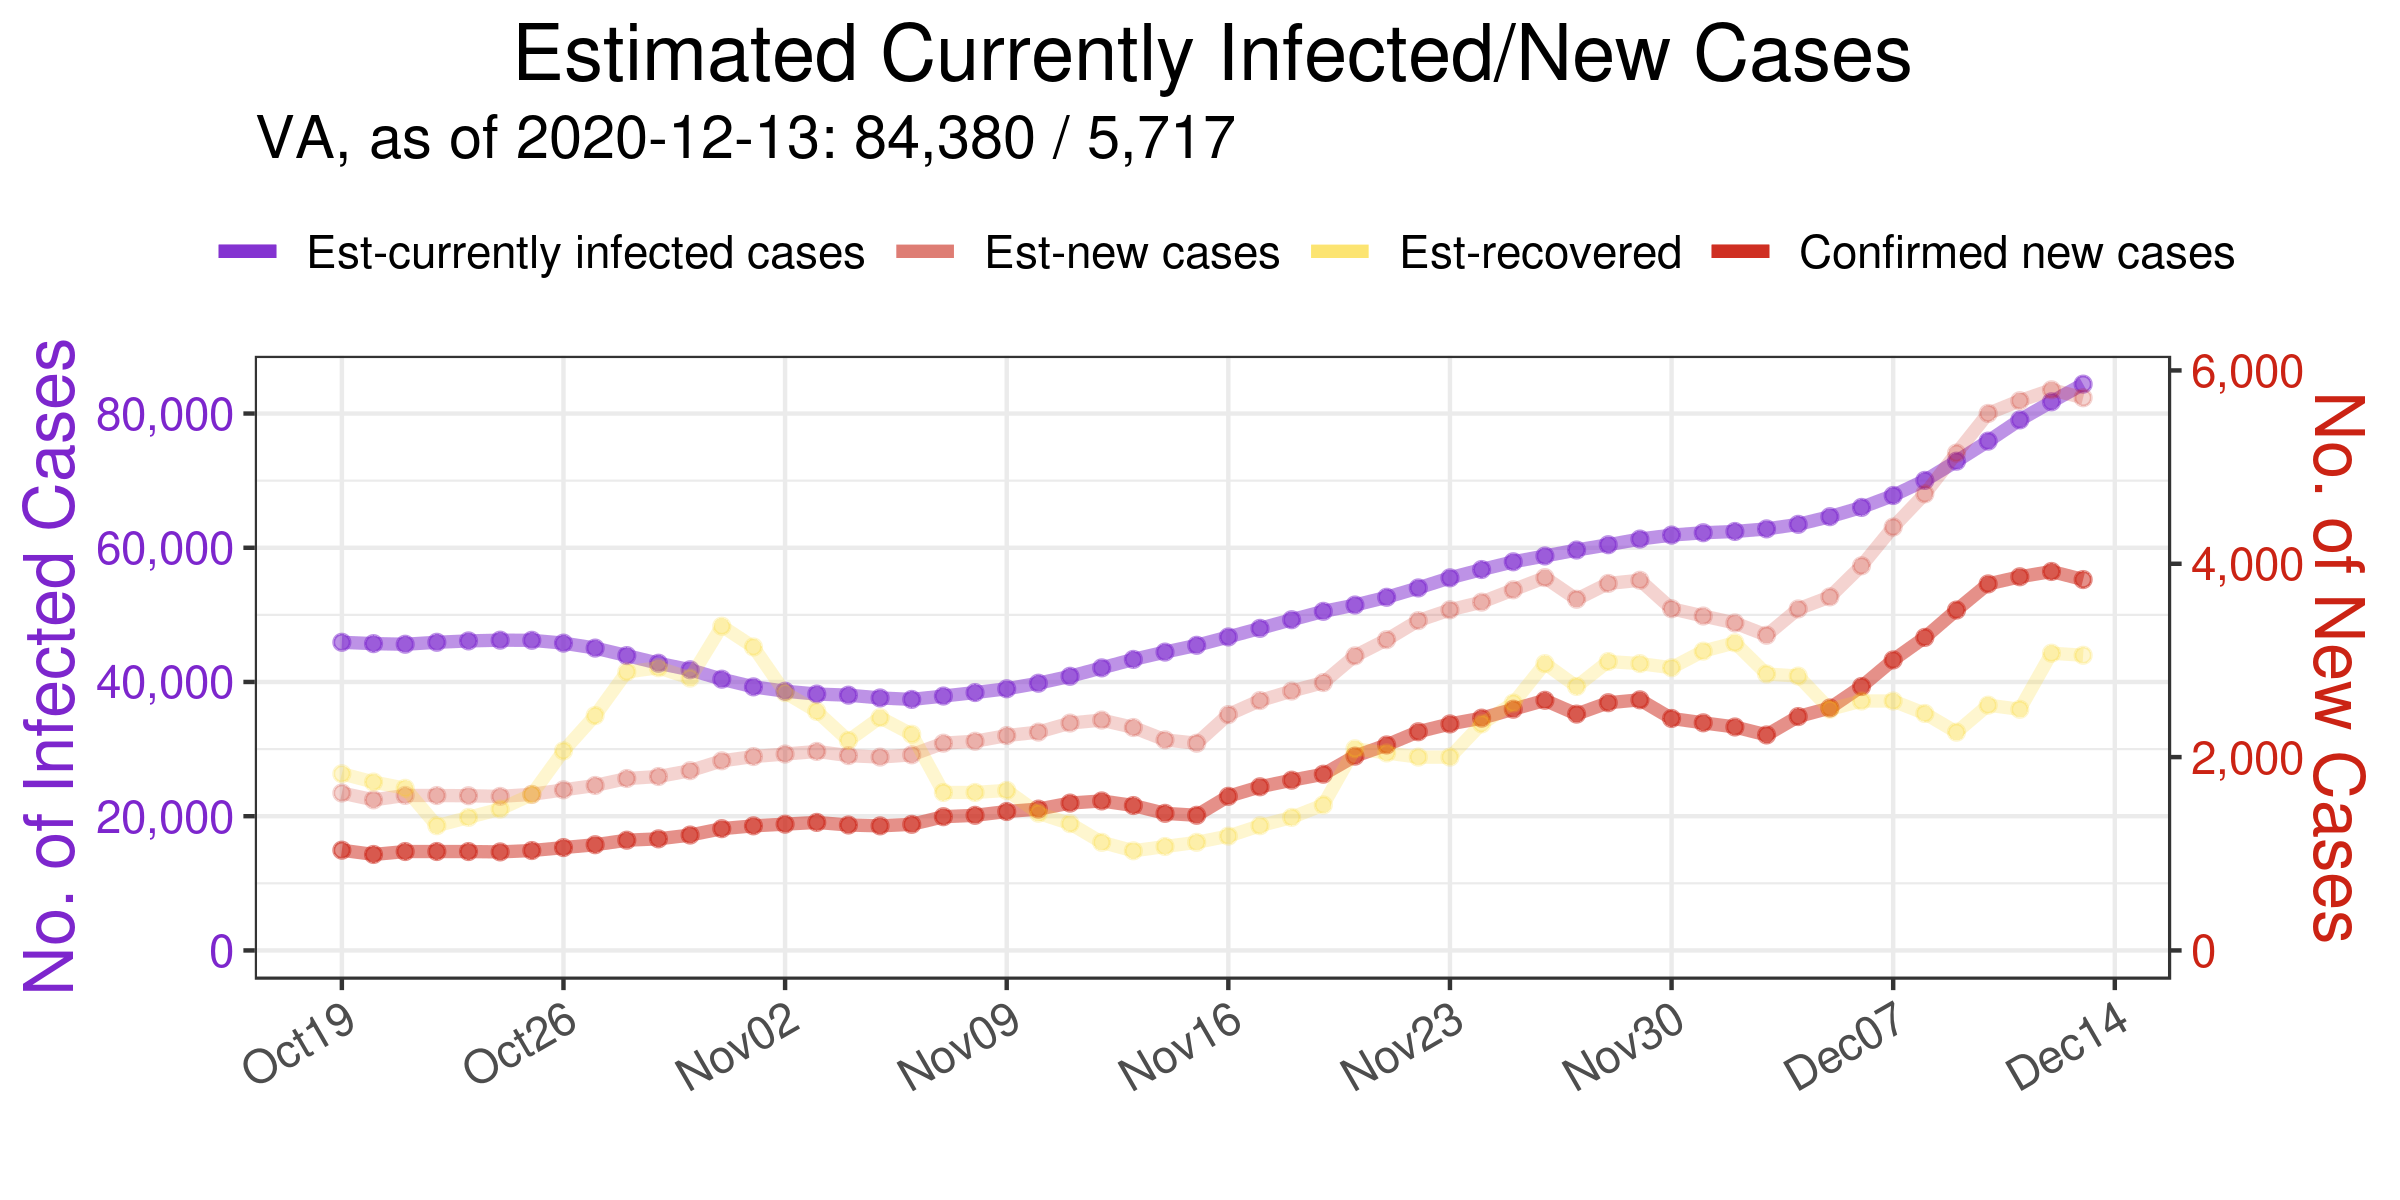 Estimated Currently Infected/New Cases
VA, as of 2020-12-13: 84,380 / 5,717
Est-currently infected cases Est-new cases Est-recovered Confirmed new cases
No. of Infected Cases
80,000
60,000
40,000
20,000
0
6,000
4,000
2,000
0
No. of New Cases
Oct19 Oct26 Nov02 Nov09 Nov16 Nov23 Nov30 Dec07 Dec14